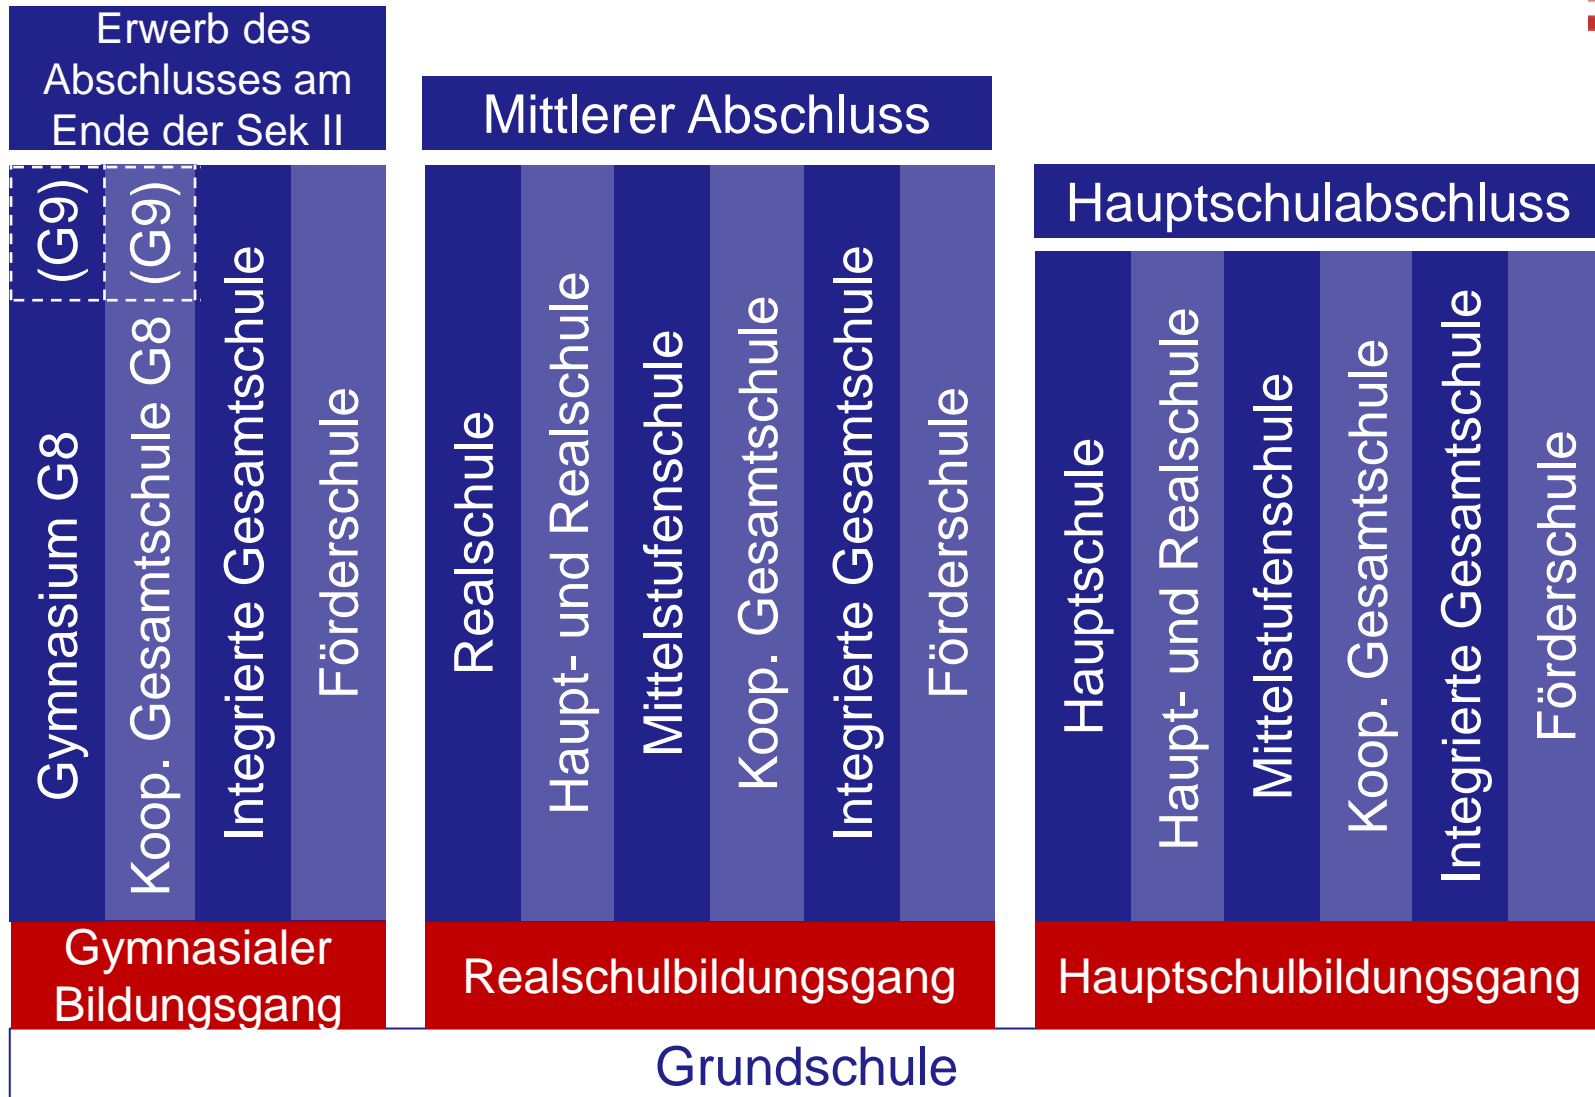 Erwerb des
Abschlusses am
Ende der Sek II
Mittlerer Abschluss
Hauptschulabschluss
Gymnasium G8 (G9)
Koop. Gesamtschule G8 (G9)
Integrierte Gesamtschule
Förderschule
Realschule
Haupt- und Realschule
Mittelstufenschule
Koop. Gesamtschule
Integrierte Gesamtschule
Förderschule
Hauptschule
Haupt- und Realschule
Mittelstufenschule
Koop. Gesamtschule
Integrierte Gesamtschule
Förderschule
Gymnasialer
Bildungsgang
Realschulbildungsgang
Hauptschulbildungsgang
Grundschule